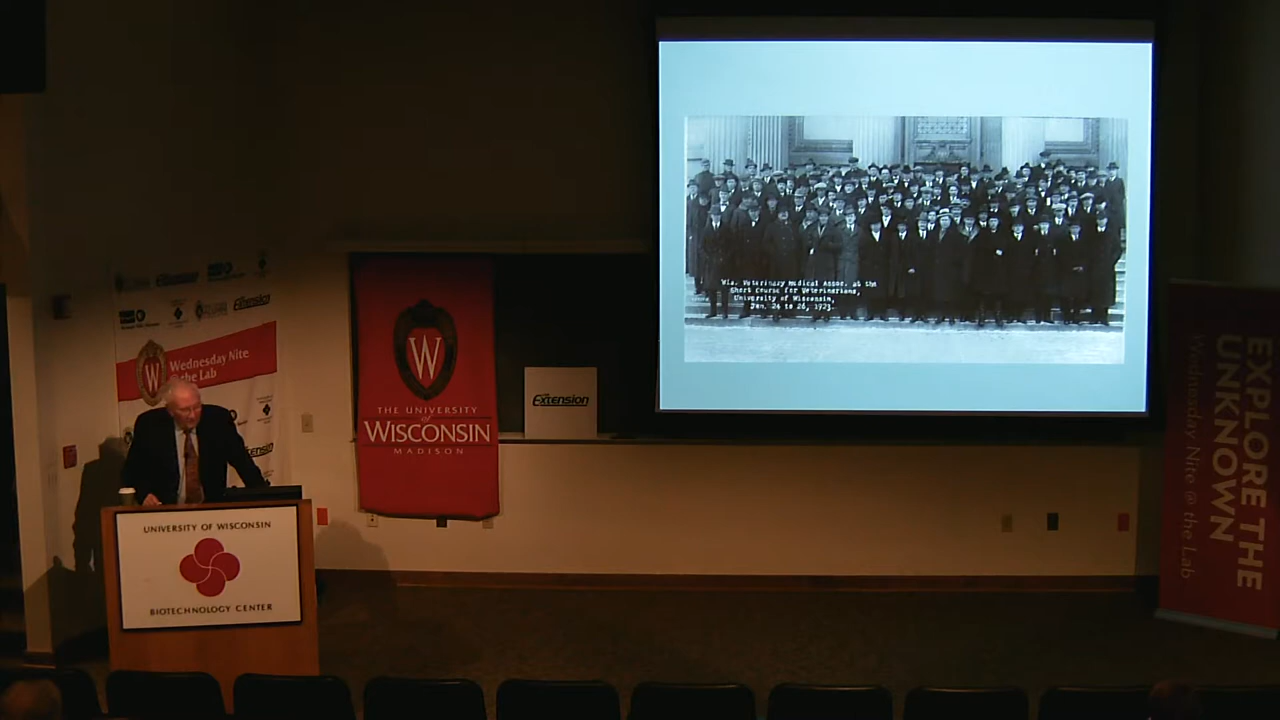 Wis. Veterinary Medical Assoc. at the
Short Course for Veterinarians,
University of Wisconsin,
Jan. 24 to 26, 1923.
Extension
Extension
Wednesday Nite
@ the Lab
W
W
THE UNIVERSITY
of
WISCONSIN
MADISON
Extension
Extension
UNIVERSITY OF WISCONSIN
BIOTECHNOLOGY CENTER
EXPLORE THE
UNKNOWN
Wednesday Nite @ the Lab